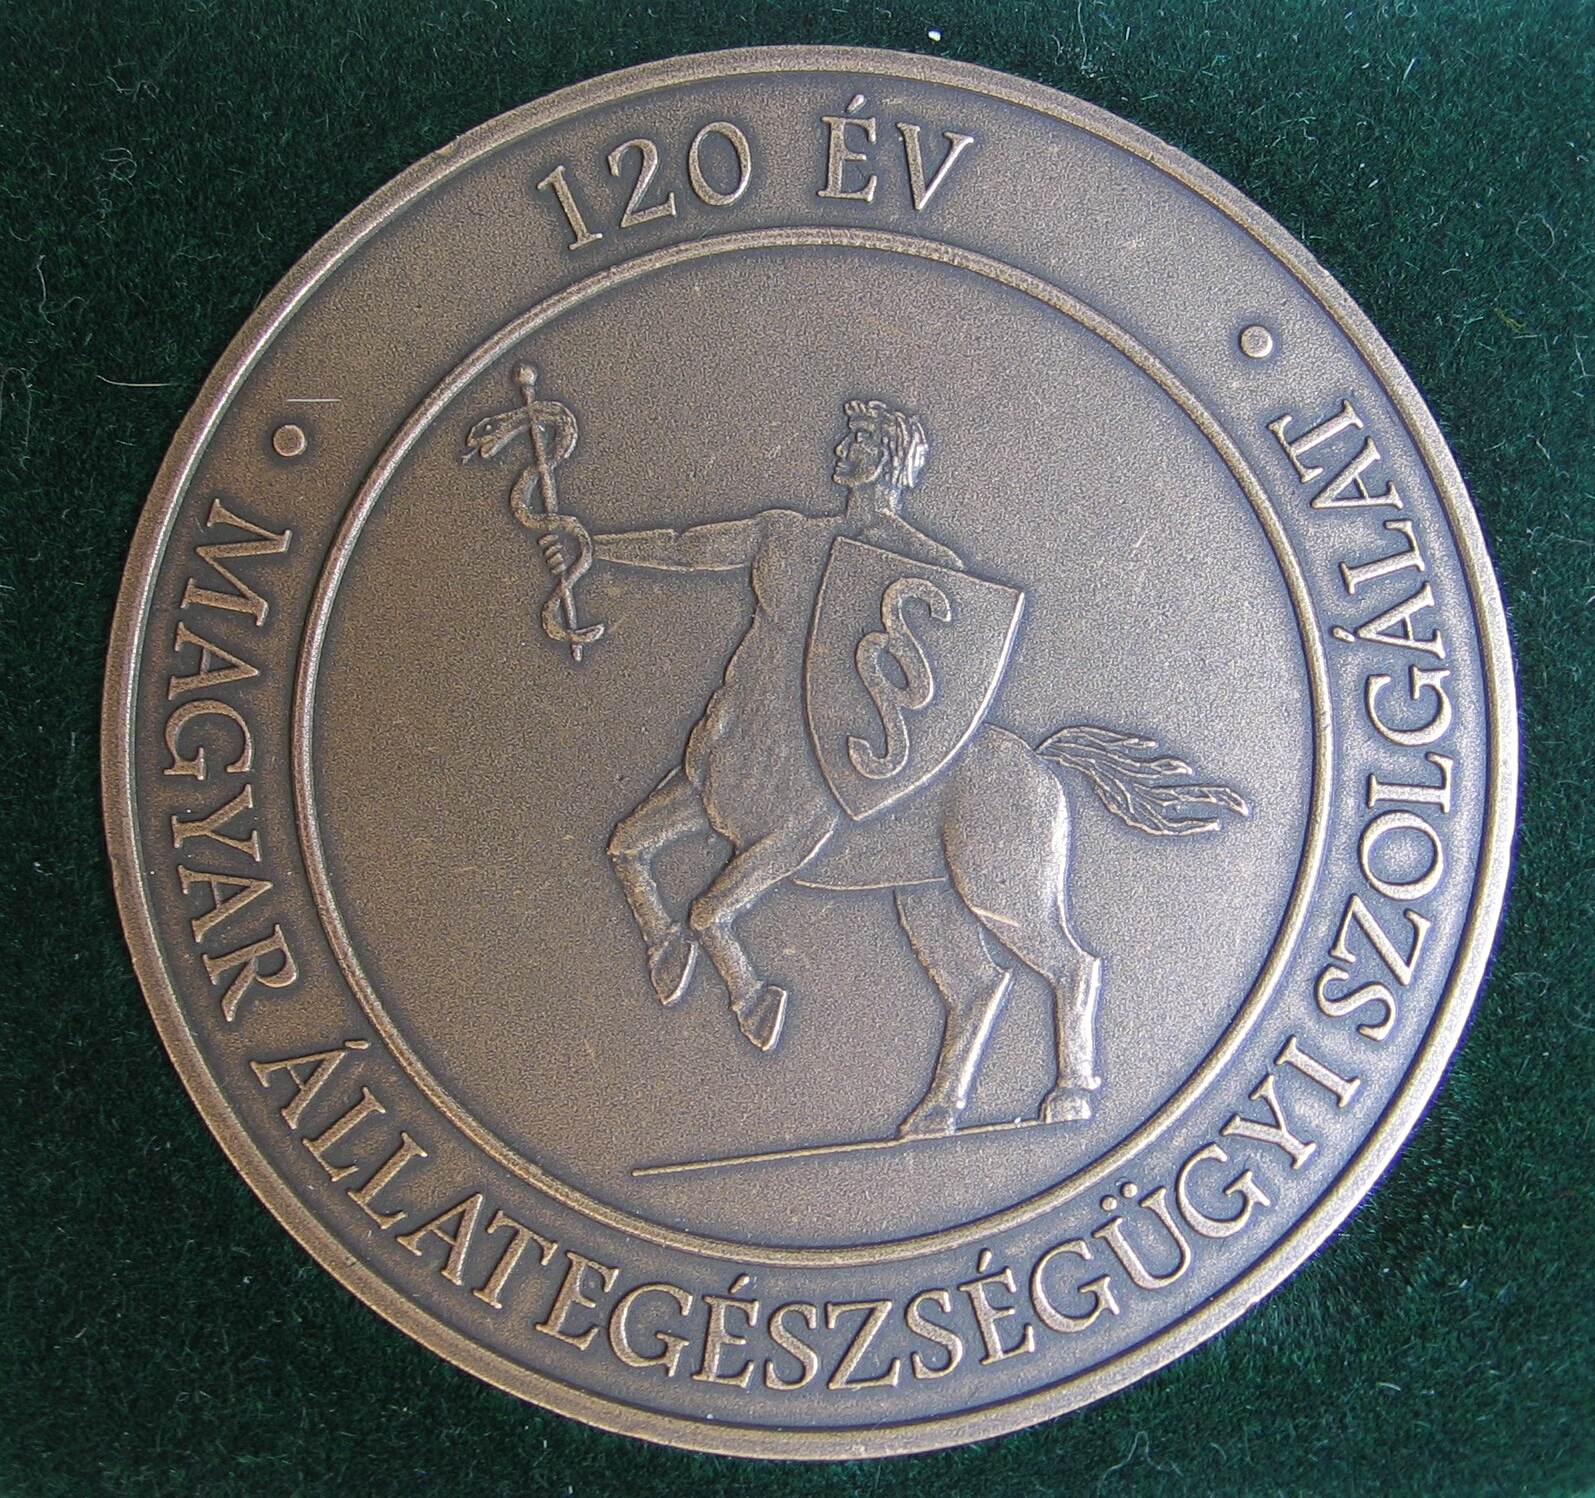 120 ÉV
MAGYAR ÁLLATEGÉSZSÉGÜGYI SZOLGÁLAT
§